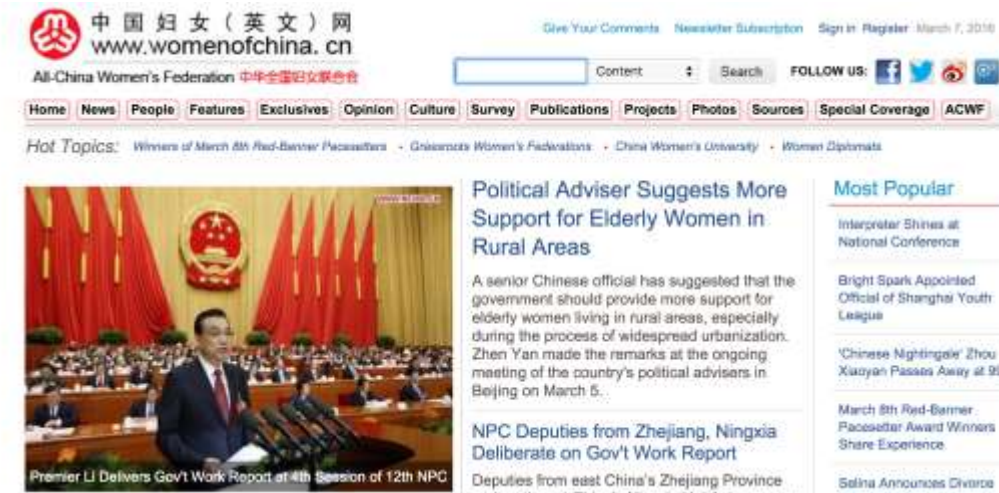 中国妇女(英文)网
www.womenofchina.cn
All-China Women's Federation 中华全国妇女联合会
Give Your Comments Newsletter Subscription Sign in Register March 7, 2016
Content Search FOLLOW US:
Home News People Features Exclusives Opinion Culture Survey Publications Projects Photos Sources Special Coverage ACWF
Hot Topics: Winners of March 8th Red-Banner Pacesetters • Grassroots Women's Federations • China Women's University • Women Diplomats
Premier Li Delivers Gov't Work Report at 4th Session of 12th NPC
Political Adviser Suggests More
Support for Elderly Women in
Rural Areas
A senior Chinese official has suggested that the
government should provide more support for
elderly women living in rural areas, especially
during the process of widespread urbanization.
Zhen Yan made the remarks at the ongoing
meeting of the country's political advisers in
Beijing on March 5.
NPC Deputies from Zhejiang, Ningxia
Deliberate on Gov't Work Report
Deputies from east China's Zhejiang Province
Most Popular
Interpreter Shines at
National Conference
Bright Spark Appointed
Official of Shanghai Youth
League
'Chinese Nightingale' Zhou
Xiaoyan Passes Away at
March 8th Red-Banner
Pacesetter Award Winners
Share Experience
Selina Announces Divorce